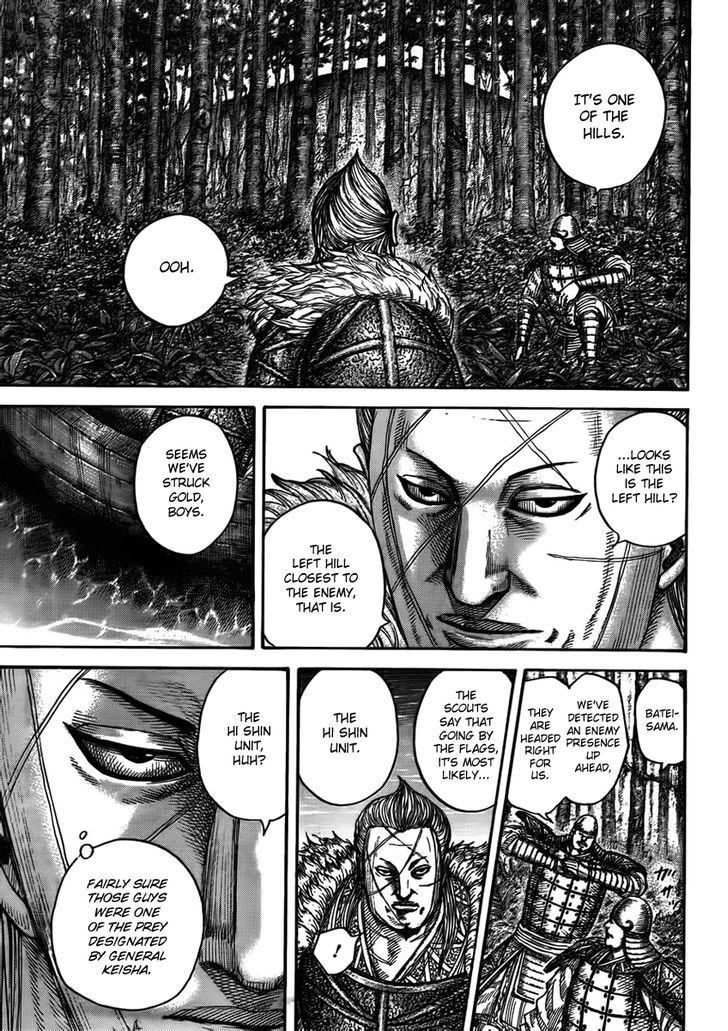 IT'S ONE
OF THE
HILLS.
OOH.
...LOOKS
LIKE THIS
IS THE
LEFT HILL?
THE
LEFT HILL
CLOSEST TO
THE ENEMY,
THAT IS.
SEEMS
WE'VE
STRUCK
GOLD,
BOYS.
BATEI-
SAMA.
WE'VE
DETECTED
AN ENEMY
PRESENCE
UP
AHEAD,
THEY
ARE
HEADED
RIGHT
FOR
US.
THE
SCOUTS
SAY THAT
GOING BY
THE FLAGS,
IT'S MOST
LIKELY...
THE
HI SHIN
UNIT.
!
THE
HI SHIN
UNIT,
HUH?
FAIRLY SURE
THOSE GUYS
WERE ONE OF
THE PREY
DESIGNATED
BY GENERAL
KEISHA.